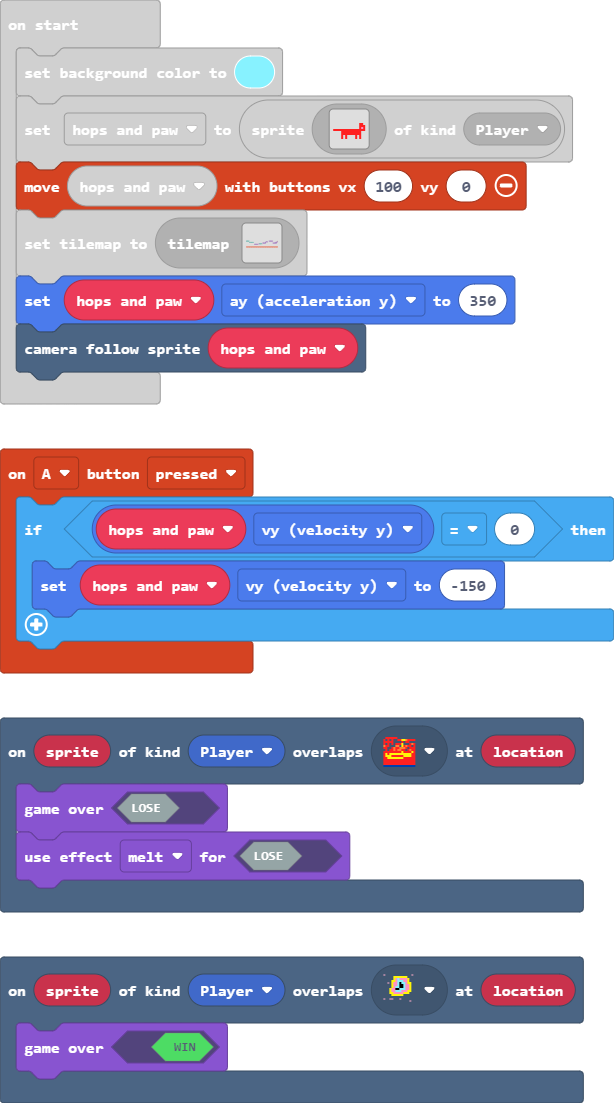 on start
set background color to
set hops and paw to sprite of kind Player
move hops and paw with buttons vx 100 vy 0
set tilemap to tilemap
set hops and paw ay (acceleration y) to 350
camera follow sprite hops and paw
on A button pressed
if hops and paw vy (velocity y) = 0 then
set hops and paw vy (velocity y) to -150
on sprite of kind Player overlaps at location
game over LOSE
use effect melt for LOSE
on sprite of kind Player overlaps at location
game over WIN